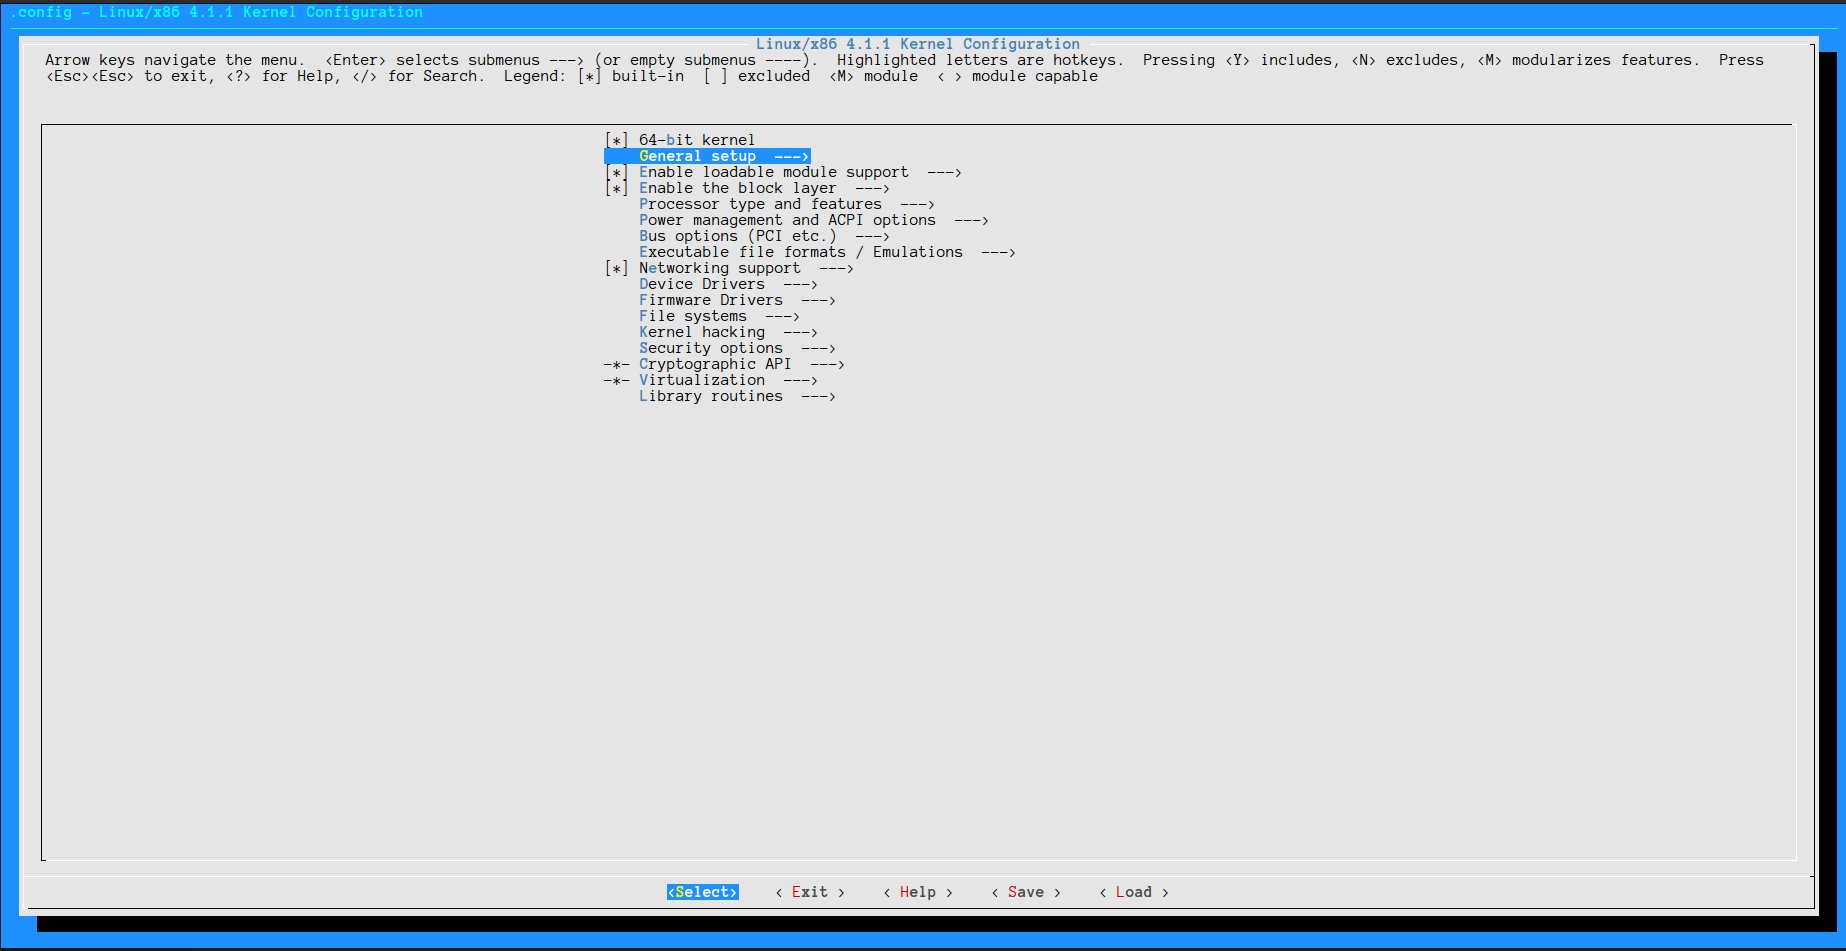 .config - Linux/x86 4.1.1 Kernel Configuration
Linux/x86 4.1.1 Kernel Configuration
Arrow keys navigate the menu.  <Enter> selects submenus ---> (or empty submenus ----).  Highlighted letters are hotkeys.  Pressing <Y> includes, <N> excludes, <M> modularizes features.  Press
<Esc><Esc> to exit, <?> for Help, </> for Search.  Legend: [*] built-in  [ ] excluded  <M> module  < > module capable
[*] 64-bit kernel
General setup  --->
[*] Enable loadable module support  --->
[*] Enable the block layer  --->
Processor type and features  --->
Power management and ACPI options  --->
Bus options (PCI etc.)  --->
Executable file formats / Emulations  --->
[*] Networking support  --->
Device Drivers  --->
Firmware Drivers  --->
File systems  --->
Kernel hacking  --->
Security options  --->
-*- Cryptographic API  --->
-*- Virtualization  --->
Library routines  --->
<Select>    < Exit >    < Help >    < Save >    < Load >